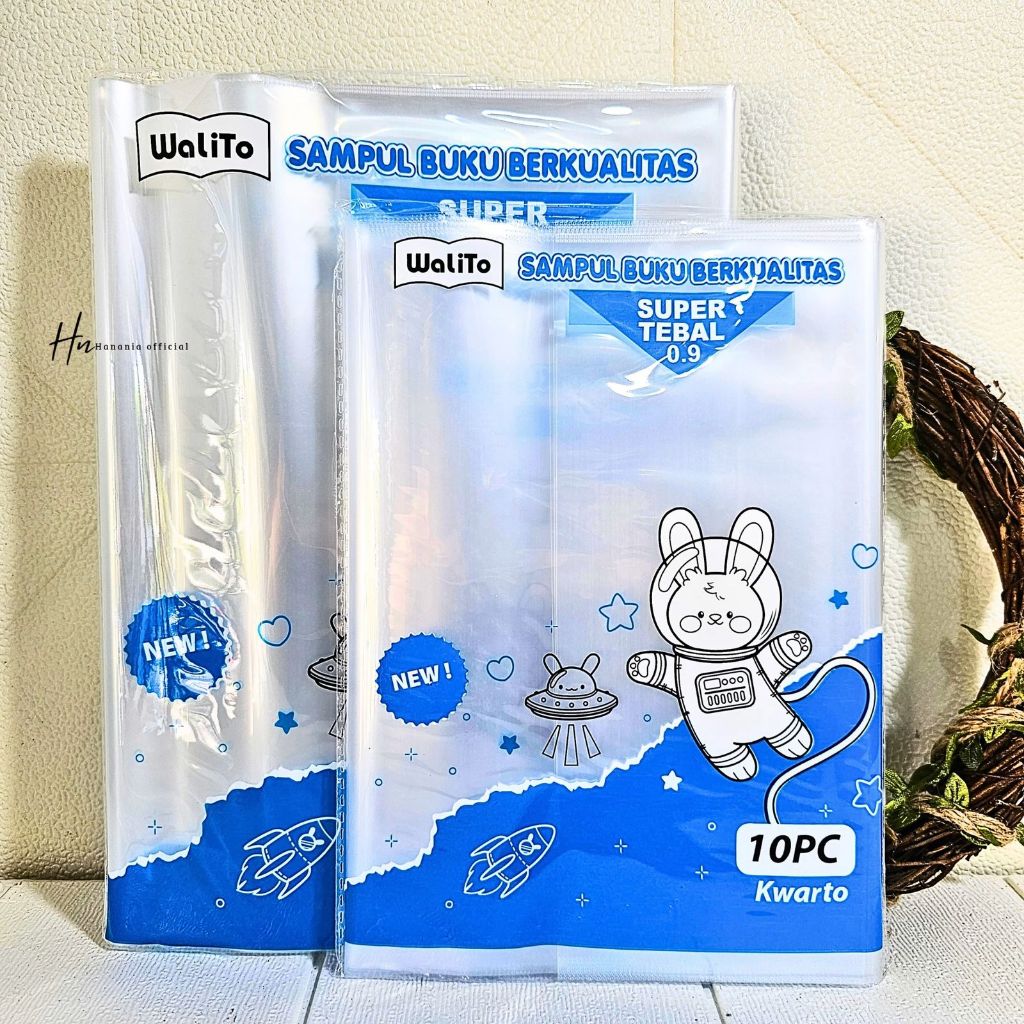 WaliTo
SAMPUL BUKU BERKUALITAS
SUPER
WaliTo
SAMPUL BUKU BERKUALITAS
SUPER
TEBAL
0.9
Hn Hanania official
NEW!
NEW!
10PC
Kwarto